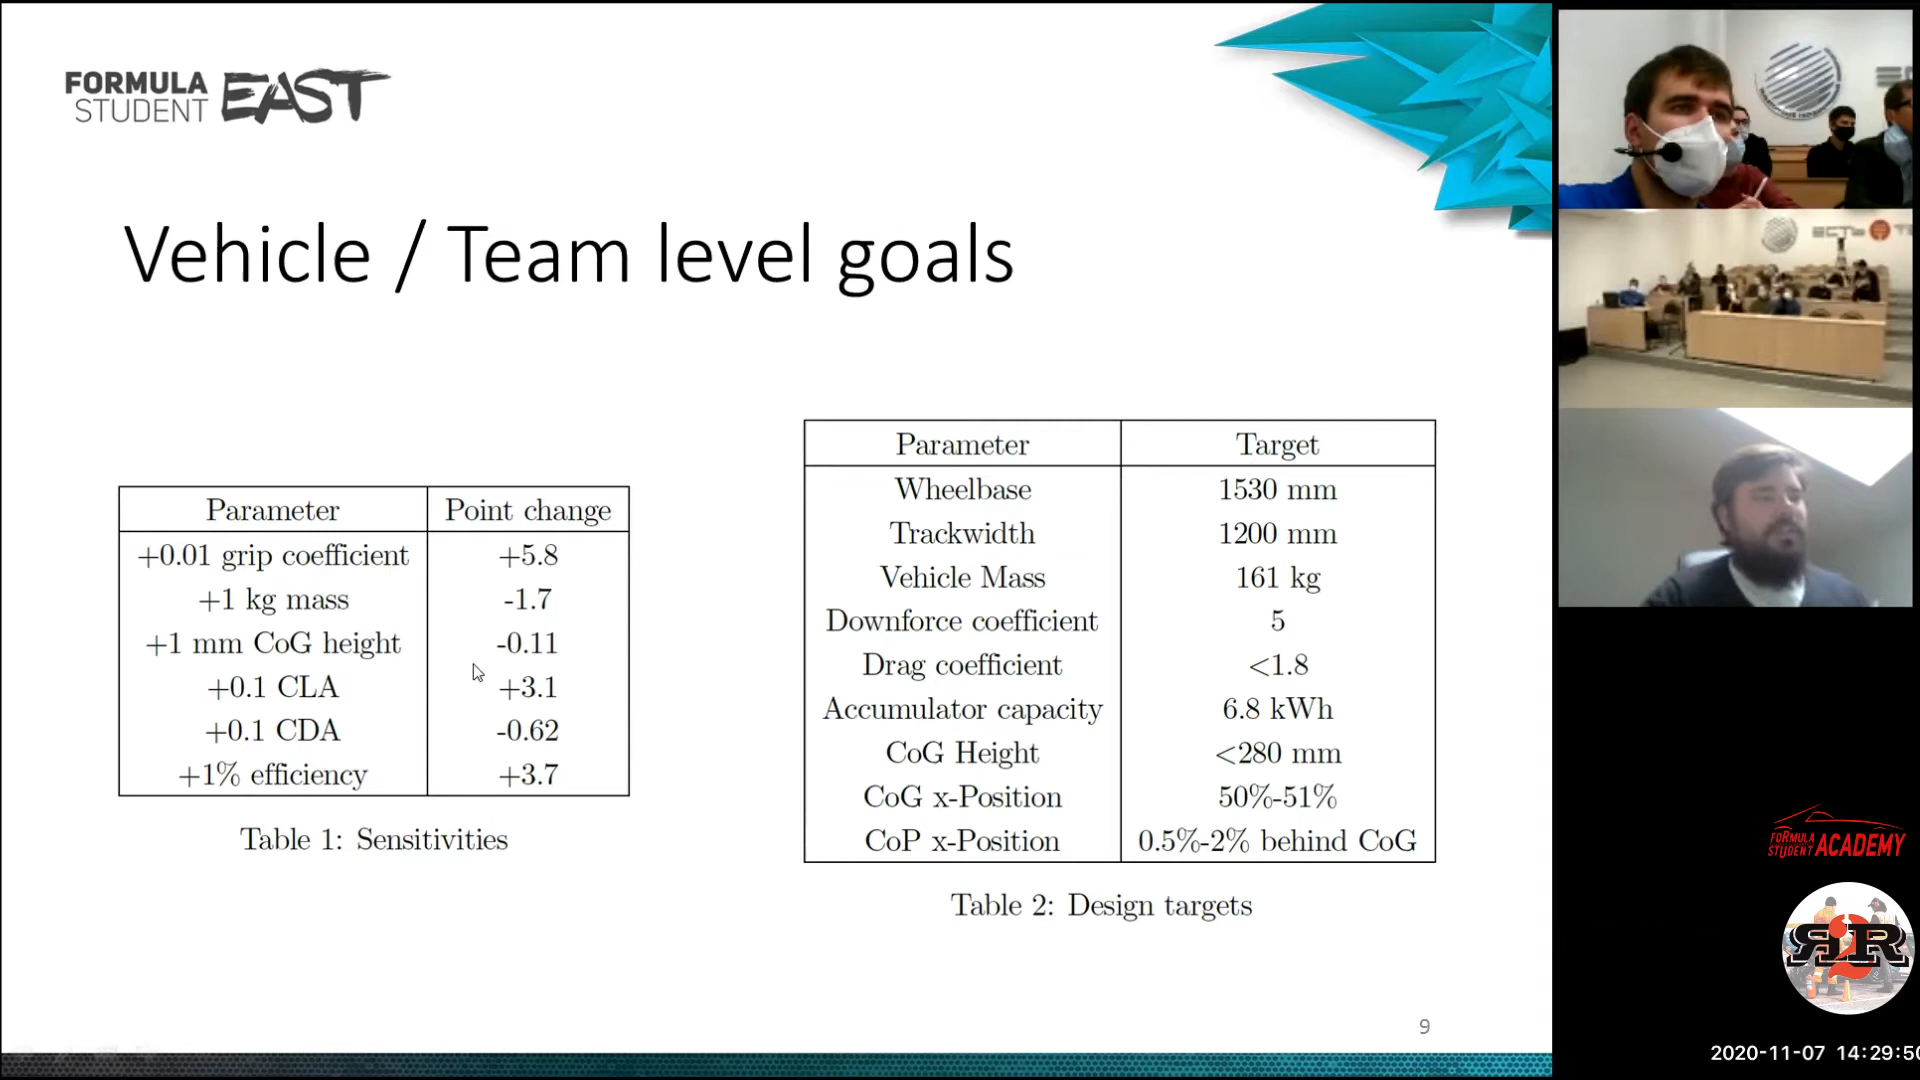 FORMULA
STUDENT
EAST
Vehicle / Team level goals
Parameter Point change
+0.01 grip coefficient +5.8
+1 kg mass -1.7
+1 mm CoG height -0.11
+0.1 CLA +3.1
+0.1 CDA -0.62
+1% efficiency +3.7
Table 1: Sensitivities
Parameter Target
Wheelbase 1530 mm
Trackwidth 1200 mm
Vehicle Mass 161 kg
Downforce coefficient 5
Drag coefficient <1.8
Accumulator capacity 6.8 kWh
CoG Height <280 mm
CoG x-Position 50%-51%
CoP x-Position 0.5%-2% behind CoG
Table 2: Design targets
9
ЕСТЬ
FORMULA
STUDENT ACADEMY
2020-11-07 14:29:50